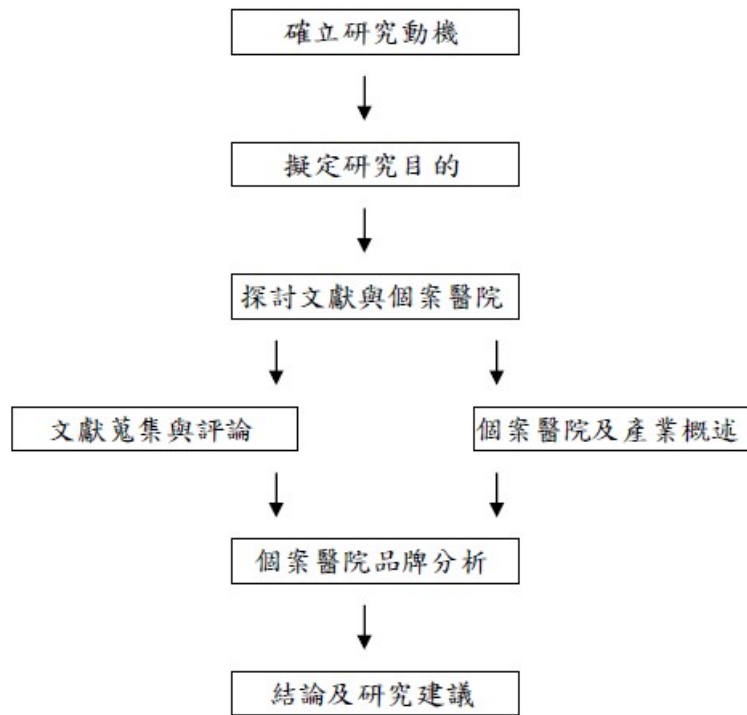 確立研究動機
擬定研究目的
探討文獻與個案醫院
文獻蒐集與評論
個案醫院及產業概述
個案醫院品牌分析
結論及研究建議